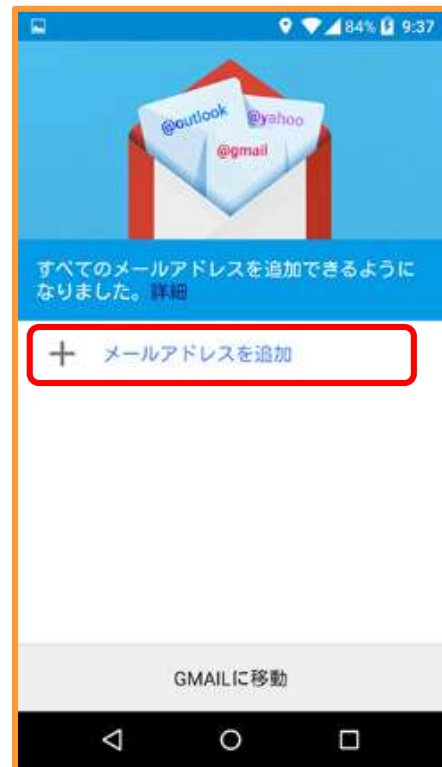 84% 9:37
@outlook @yahoo
@gmail
すべてのメールアドレスを追加できるように
なりました。詳細
メールアドレスを追加
GMAILに移動